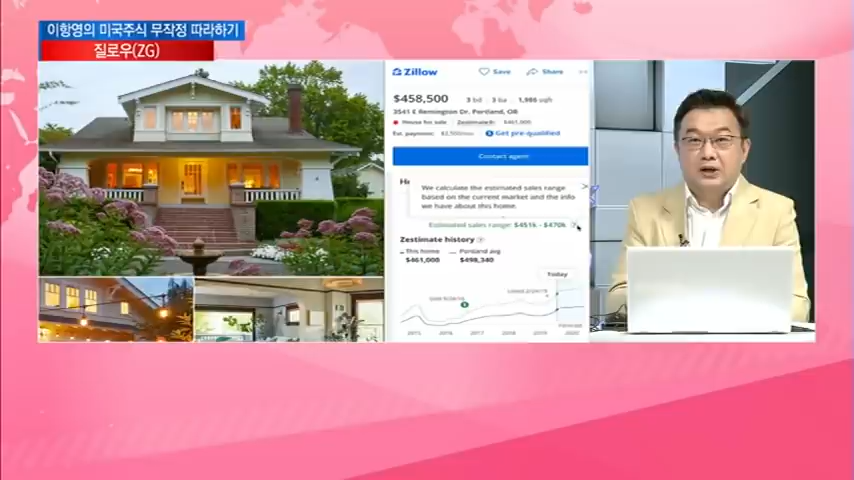 이항영의 미국주식 무작정 따라하기
질로우(ZG)
Zillow
Save
Share
$458,500
3 bd 3 ba 1,986 sqft
3541 E Remington Dr. Portland, OR
House for sale Zestimate® $461,000
Est. payment:
Get pre-qualified
Contact agent
We calculate the estimated sales range
based on the current market and the info
we have about this home.
Estimated sales range: $451k - $470k
Zestimate history
This home
Portland avg
$461,000
$498,340
Today
2015 2016 2017 2018 2019 2020